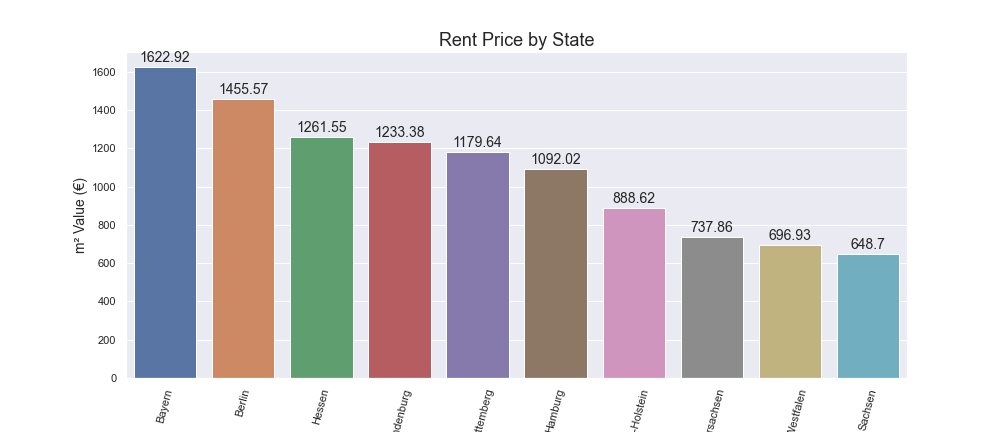 Rent Price by State
m² Value (€)
1600
1400
1200
1000
800
600
400
200
0
1622.92
1455.57
1261.55
1233.38
1179.64
1092.02
888.62
737.86
696.93
648.7
Bayern
Berlin
Hessen
ndenburg
ttemberg
Hamburg
-Holstein
rsachsen
Westfalen
Sachsen